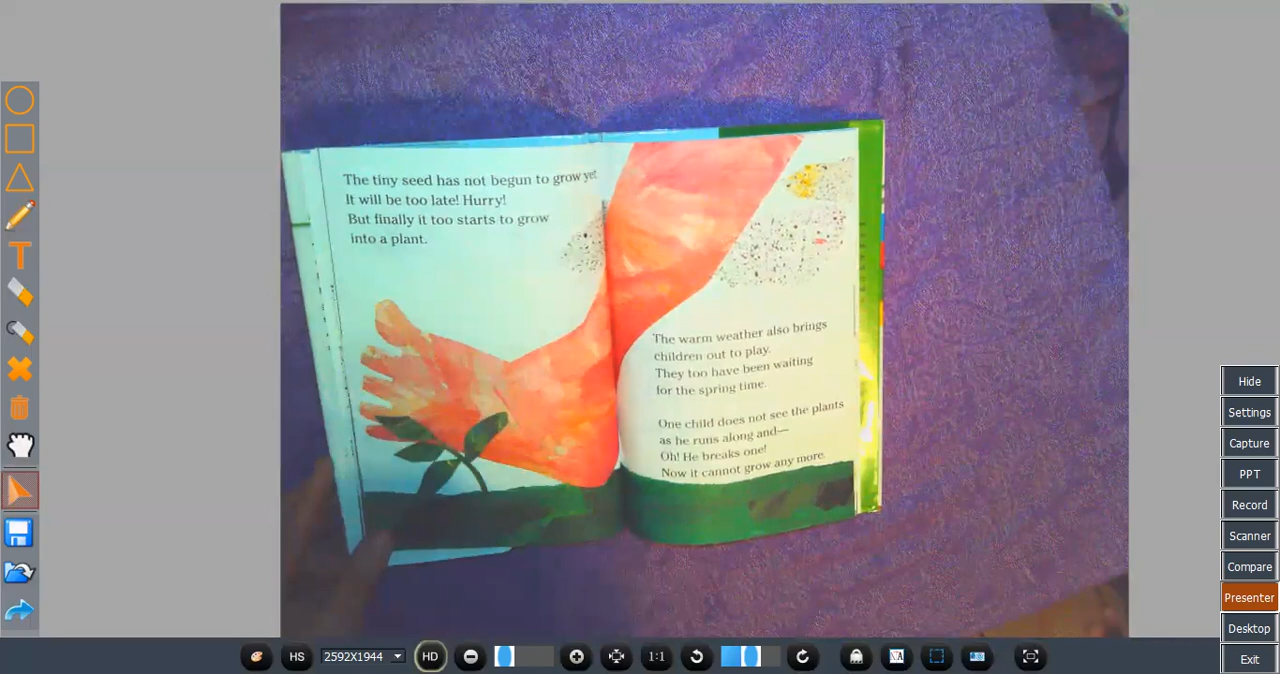 The tiny seed has not begun to grow yet.
It will be too late! Hurry!
But finally it too starts to grow
into a plant.
The warm weather also brings
children out to play.
They too have been waiting
for the spring time.
One child does not see the plants
as he runs along and—
Oh! He breaks one!
Now it cannot grow any more.
Hide
Settings
Capture
PPT
Record
Scanner
Compare
Presenter
Desktop
Exit
HS
2592X1944
HD
1:1